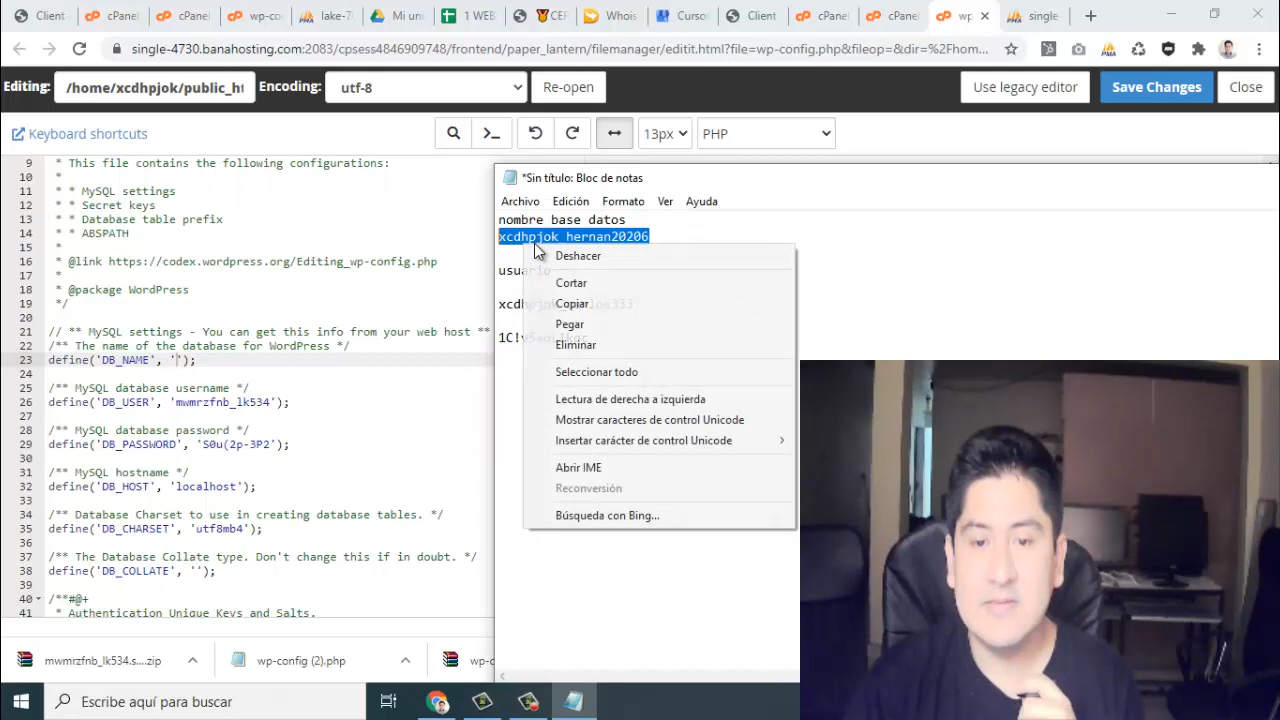 Client
cPanel
cPanel
wp-co
lake-7
Mi uni
1 WEB
CER
Whois
Curso
Client
cPanel
cPanel
wp
single-
single-4730.banahosting.com:2083/cpsess4846909748/frontend/paper_lantern/filemanager/editit.html?file=wp-config.php&fileop=&dir=%2Fhom...
Editing:
/home/xcdhpjok/public_ht
Encoding:
utf-8
Re-open
Use legacy editor
Save Changes
Close
Keyboard shortcuts
13px
PHP
9 * This file contains the following configurations:
10 *
11 * * MySQL settings
12 * * Secret keys
13 * * Database table prefix
14 * * ABSPATH
15 *
16 * @link https://codex.wordpress.org/Editing_wp-config.php
17 *
18 * @package WordPress
19 */
20
21 // ** MySQL settings - You can get this info from your web host **
22 /** The name of the database for WordPress */
23 define('DB_NAME', '');
24
25 /** MySQL database username */
26 define('DB_USER', 'mwmrzfnb_lk534');
27
28 /** MySQL database password */
29 define('DB_PASSWORD', 'S0u(2p-3P2');
30
31 /** MySQL hostname */
32 define('DB_HOST', 'localhost');
33
34 /** Database Charset to use in creating database tables. */
35 define('DB_CHARSET', 'utf8mb4');
36
37 /** The Database Collate type. Don't change this if in doubt. */
38 define('DB_COLLATE', '');
39
40 /**#@+
41 * Authentication Unique Keys and Salts.
*Sin título: Bloc de notas
Archivo
Edición
Formato
Ver
Ayuda
nombre base datos
xcdhpjok_hernan20206
usuario
Deshacer
Cortar
Copiar
Pegar
Eliminar
Seleccionar todo
Lectura de derecha a izquierda
Mostrar caracteres de control Unicode
Insertar carácter de control Unicode
Abrir IME
Reconversión
Búsqueda con Bing...
mwmrzfnb_lk534.s....zip
wp-config (2).php
wp-c
Escribe aquí para buscar